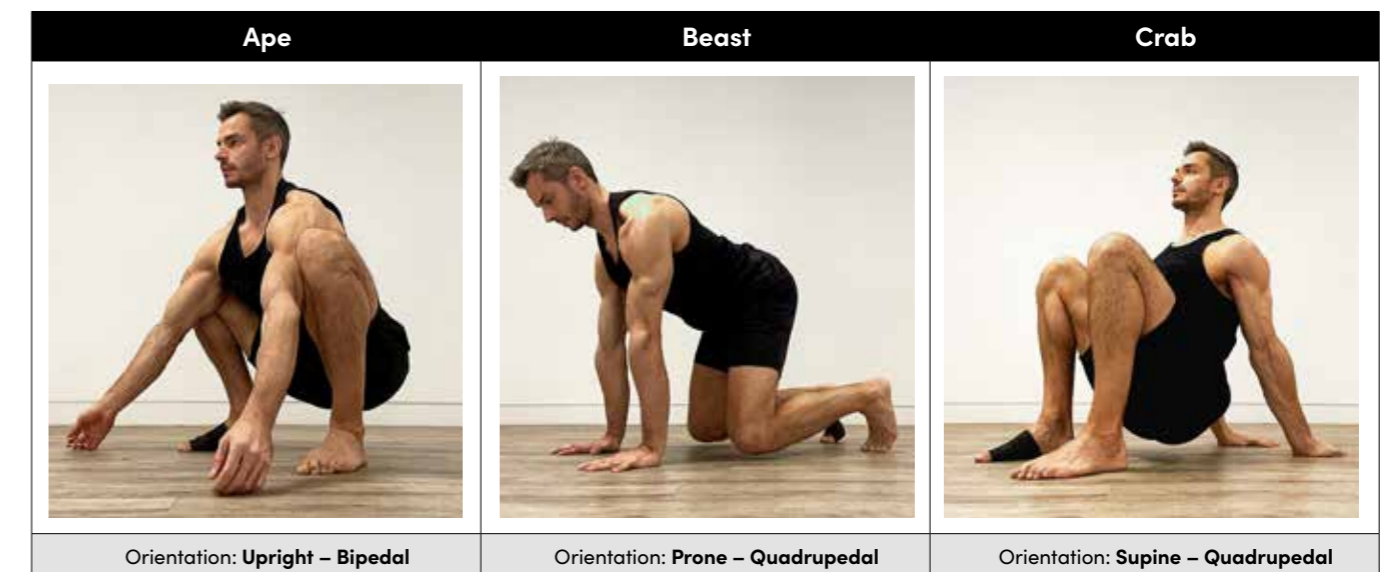 Ape
Beast
Crab
Orientation: Upright – Bipedal
Orientation: Prone – Quadrupedal
Orientation: Supine – Quadrupedal